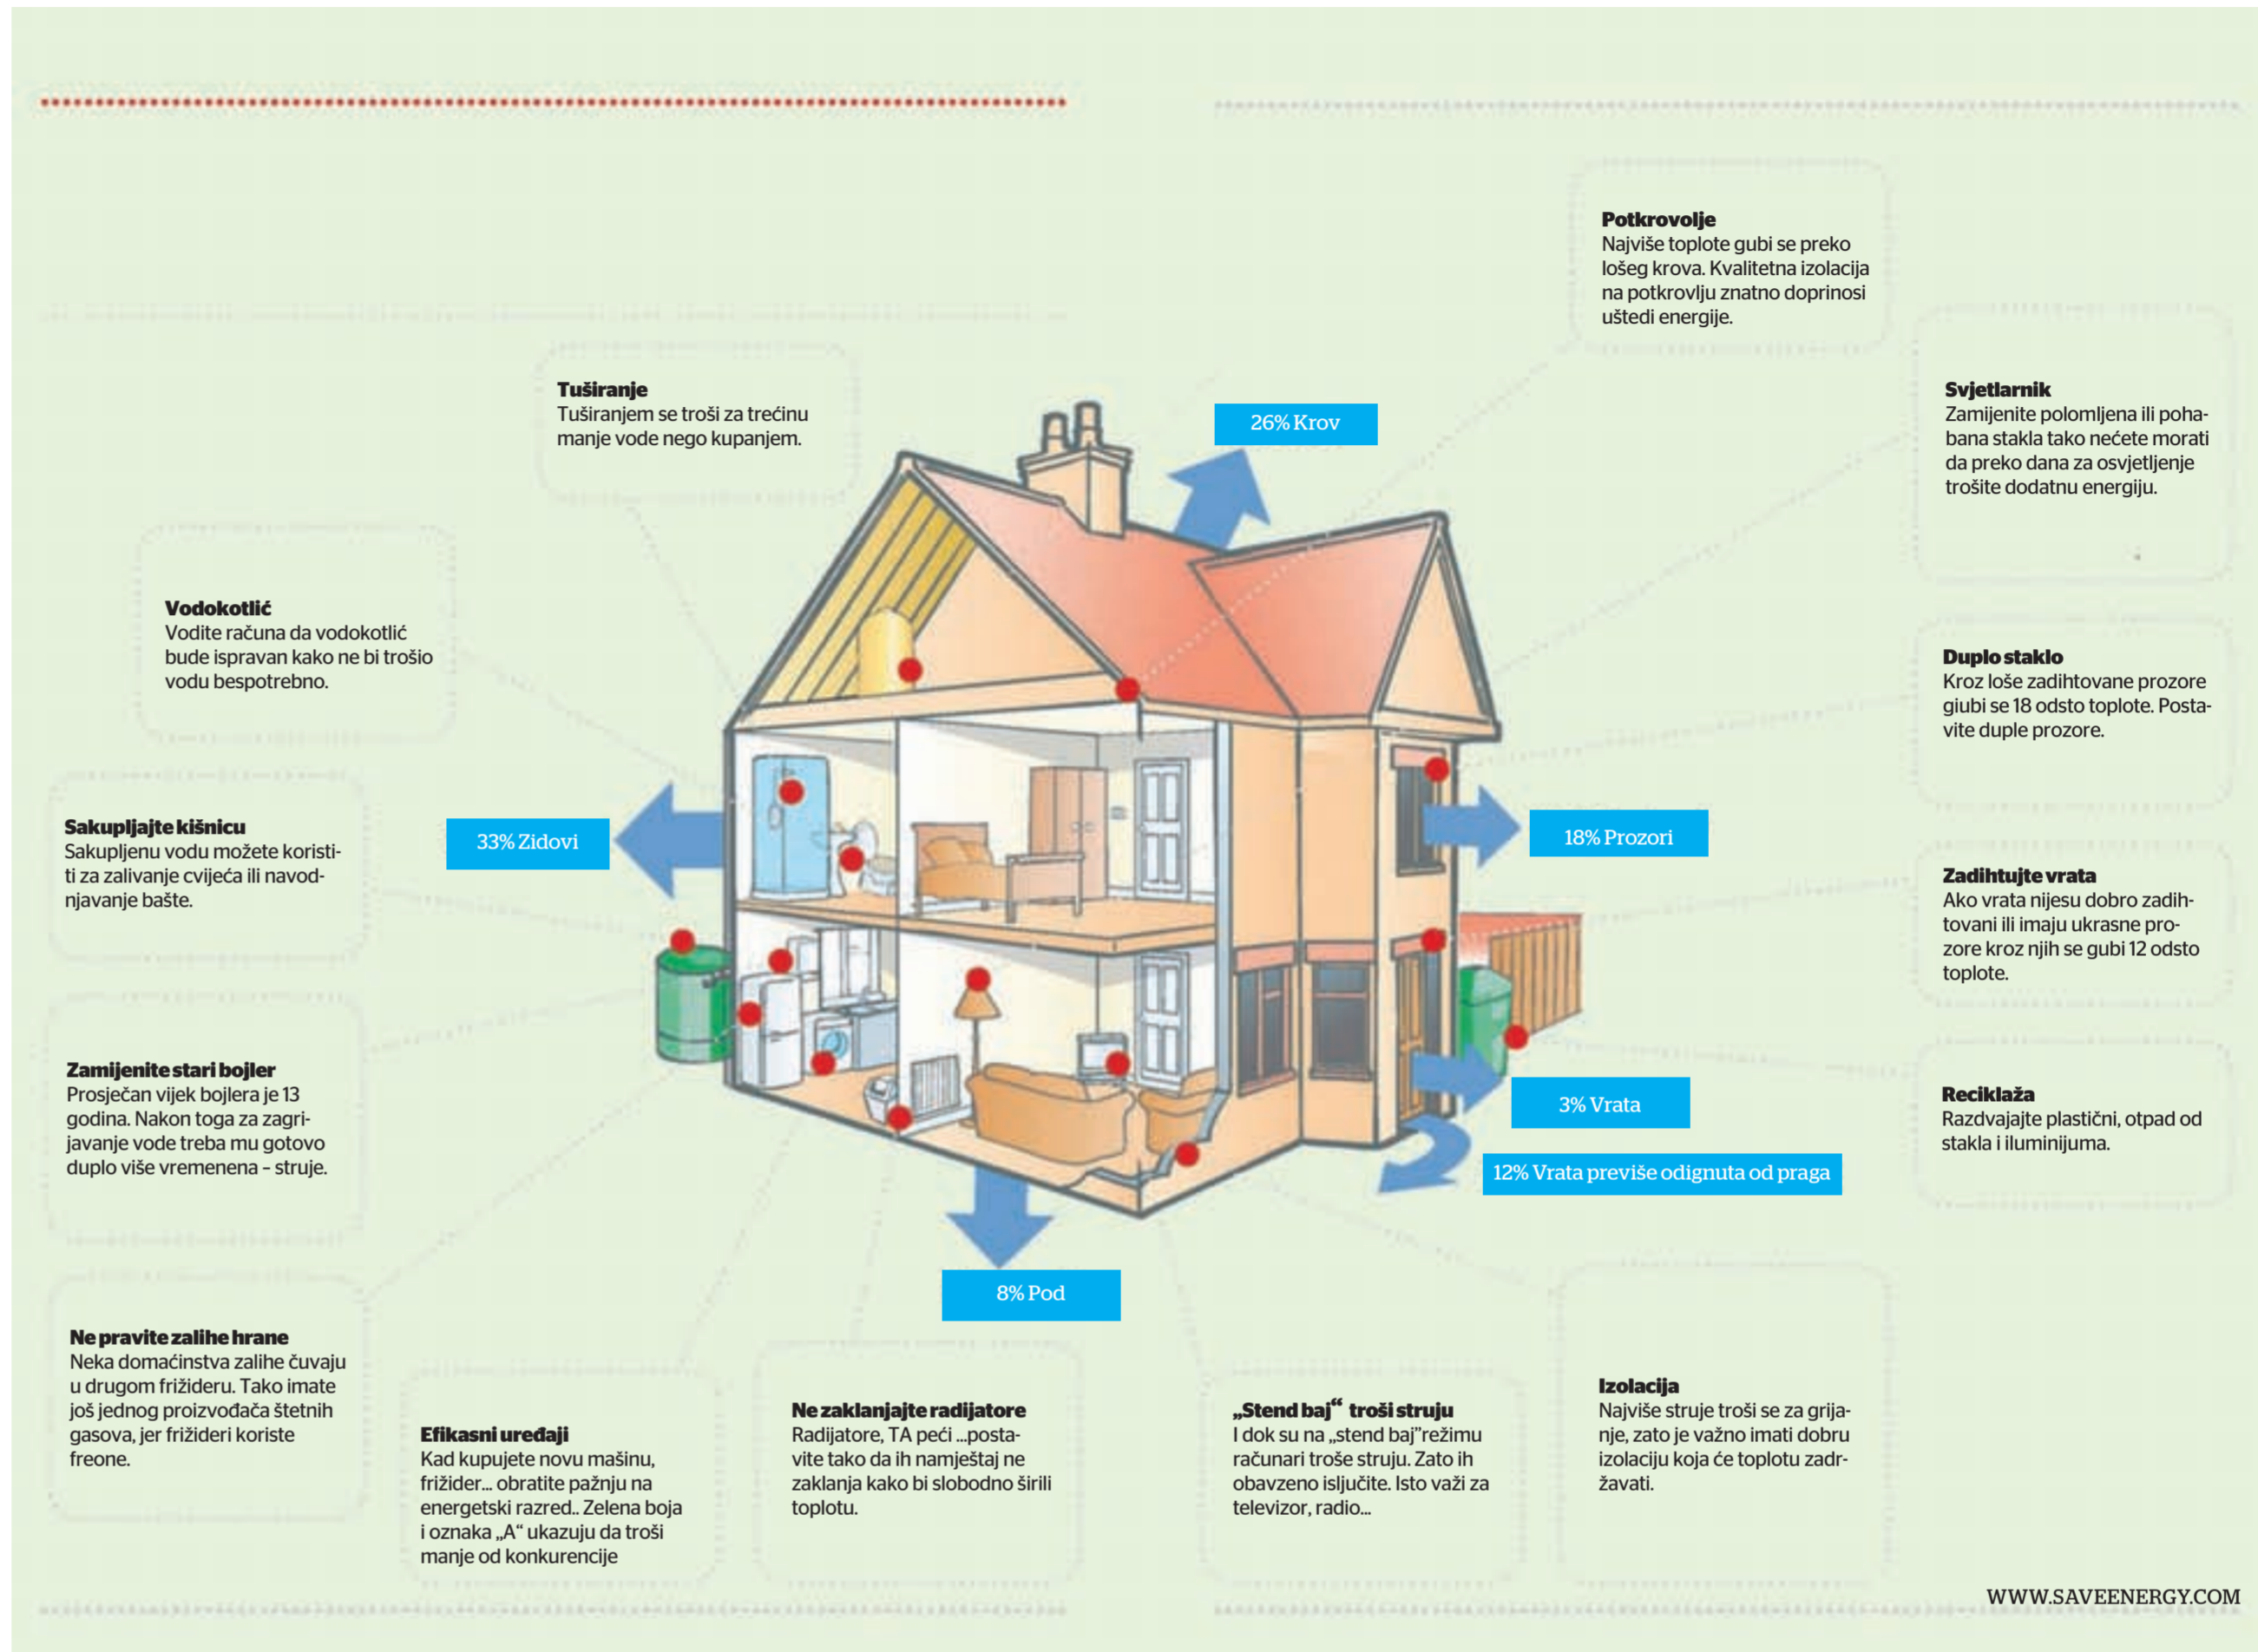 Potkrovolje
Najviše toplote gubi se preko
lošeg krova. Kvalitetna izolacija
na potkrovlju znatno doprinosi
uštedi energije.
Tuširanje
Tuširanjem se troši za trećinu
manje vode nego kupanjem.
26% Krov
Svjetlarnik
Zamijenite polomljena ili poha-
bana stakla tako nećete morati
da preko dana za osvjetljenje
trošite dodatnu energiju.
Vodokotlić
Vodite računa da vodokotlić
bude ispravan kako ne bi trošio
vodu bespotrebno.
Duplo staklo
Kroz loše zadihtovane prozore
giubi se 18 odsto toplote. Posta-
vite duple prozore.
Sakupljajte kišnicu
Sakupljenu vodu možete koristi-
ti za zalivanje cvijeća ili navod-
njavanje bašte.
33% Zidovi
18% Prozori
Zadihtujte vrata
Ako vrata nijesu dobro zadih-
tovani ili imaju ukrasne pro-
zore kroz njih se gubi 12 odsto
toplote.
Zamijenite stari bojler
Prosječan vijek bojlera je 13
godina. Nakon toga za zagri-
javanje vode treba mu gotovo
duplo više vremenena – struje.
3% Vrata
12% Vrata previše odignuta od praga
Reciklaža
Razdvajajte plastični, otpad od
stakla i iluminijuma.
8% Pod
Ne pravite zalihe hrane
Neka domaćinstva zalihe čuvaju
u drugom frižideru. Tako imate
još jednog proizvođača štetnih
gasova, jer frižideri koriste
freone.
Efikasni uređaji
Kad kupujete novu mašinu,
frižider... obratite pažnju na
energetski razred.. Zelena boja
i oznaka „A“ ukazuju da troši
manje od konkurencije
Ne zaklanjajte radijatore
Radijatore, TA peći ...posta-
vite tako da ih namještaj ne
zaklanja kako bi slobodno širili
toplotu.
„Stend baj“ troši struju
I dok su na „stend baj”režimu
računari troše struju. Zato ih
obavzeno isljučite. Isto važi za
televizor, radio...
Izolacija
Najviše struje troši se za grija-
nje, zato je važno imati dobru
izolaciju koja će toplotu zadr-
žavati.
WWW.SAVEENERGY.COM